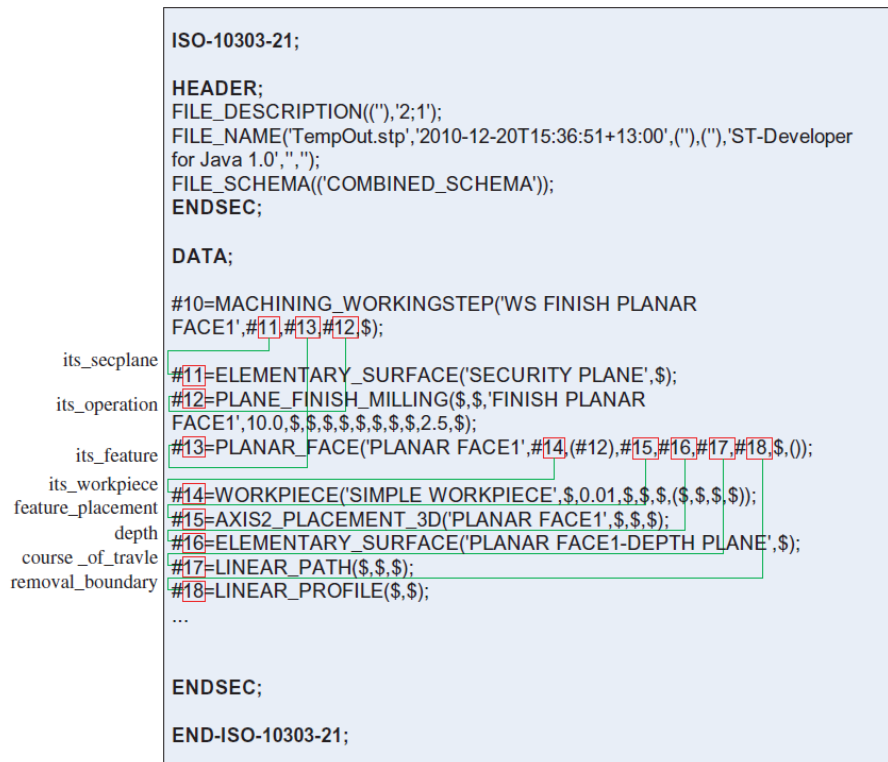 ISO-10303-21;
HEADER;
FILE_DESCRIPTION((''),'2;1');
FILE_NAME('TempOut.stp','2010-12-20T15:36:51+13:00',(''),(''),'ST-Developer
for Java 1.0','','');
FILE_SCHEMA(('COMBINED_SCHEMA'));
ENDSEC;
DATA;
#10=MACHINING_WORKINGSTEP('WS FINISH PLANAR
FACE1',#11,#13,#12,$);
its_secplane
#11=ELEMENTARY_SURFACE('SECURITY PLANE',$);
its_operation
#12=PLANE_FINISH_MILLING($,$,'FINISH PLANAR
FACE1',10.0,$,$,$,$,$,$,$,$,2.5,$);
its_feature
#13=PLANAR_FACE('PLANAR FACE1',#14,(#12),#15,#16,#17,#18,$,());
its_workpiece
#14=WORKPIECE('SIMPLE WORKPIECE',$,0.01,$,$,$,($,$,$,$));
feature_placement
#15=AXIS2_PLACEMENT_3D('PLANAR FACE1',$,$,$);
depth
#16=ELEMENTARY_SURFACE('PLANAR FACE1-DEPTH PLANE',$);
course _of_travle
#17=LINEAR_PATH($,$,$);
removal_boundary
#18=LINEAR_PROFILE($,$);
...
ENDSEC;
END-ISO-10303-21;